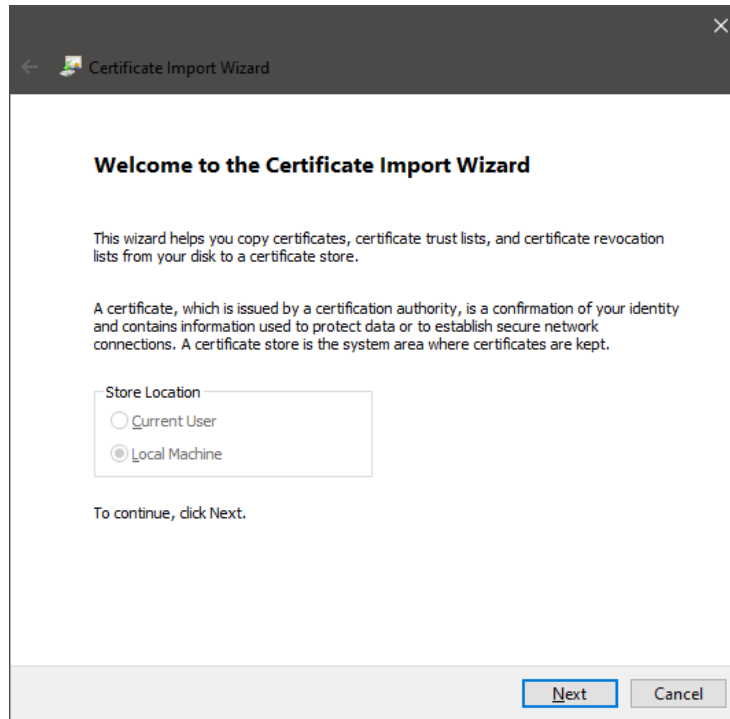 Certificate Import Wizard
Welcome to the Certificate Import Wizard
This wizard helps you copy certificates, certificate trust lists, and certificate revocation
lists from your disk to a certificate store.
A certificate, which is issued by a certification authority, is a confirmation of your identity
and contains information used to protect data or to establish secure network
connections. A certificate store is the system area where certificates are kept.
Store Location
Current User
Local Machine
To continue, click Next.
Next Cancel